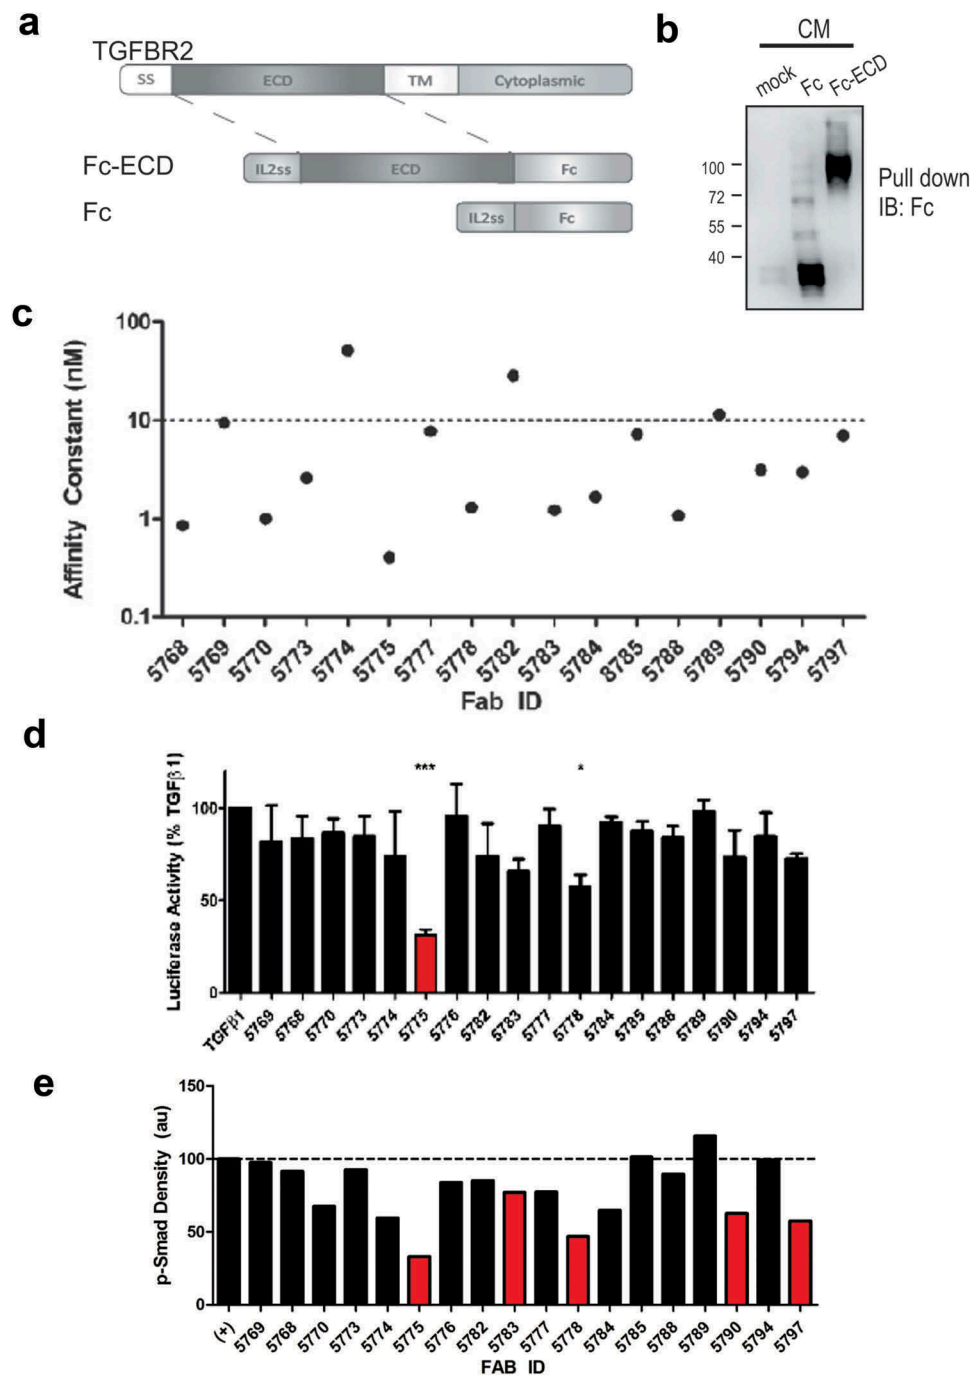 a
TGFBR2
SS ECD TM Cytoplasmic
Fc-ECD
IL2ss ECD Fc
Fc
IL2ss Fc
b
CM
mock Fc Fc-ECD
100
72
55
40
Pull down
IB: Fc
c
Affinity Constant (nM)
100
10
1
0.1
5768 5769 5770 5773 5774 5775 5777 5778 5782 5783 5784 8785 5788 5789 5790 5794 5797
Fab ID
d
Luciferase Activity (% TGFβ1)
*** *
100
50
0
TGFβ1 5769 5768 5770 5773 5774 5775 5776 5782 5783 5777 5778 5784 5785 5786 5789 5790 5794 5797
e
p-Smad Density (au)
150
100
50
0
(+) 5769 5768 5770 5773 5774 5775 5776 5782 5783 5777 5778 5784 5785 5788 5789 5790 5794 5797
FAB ID